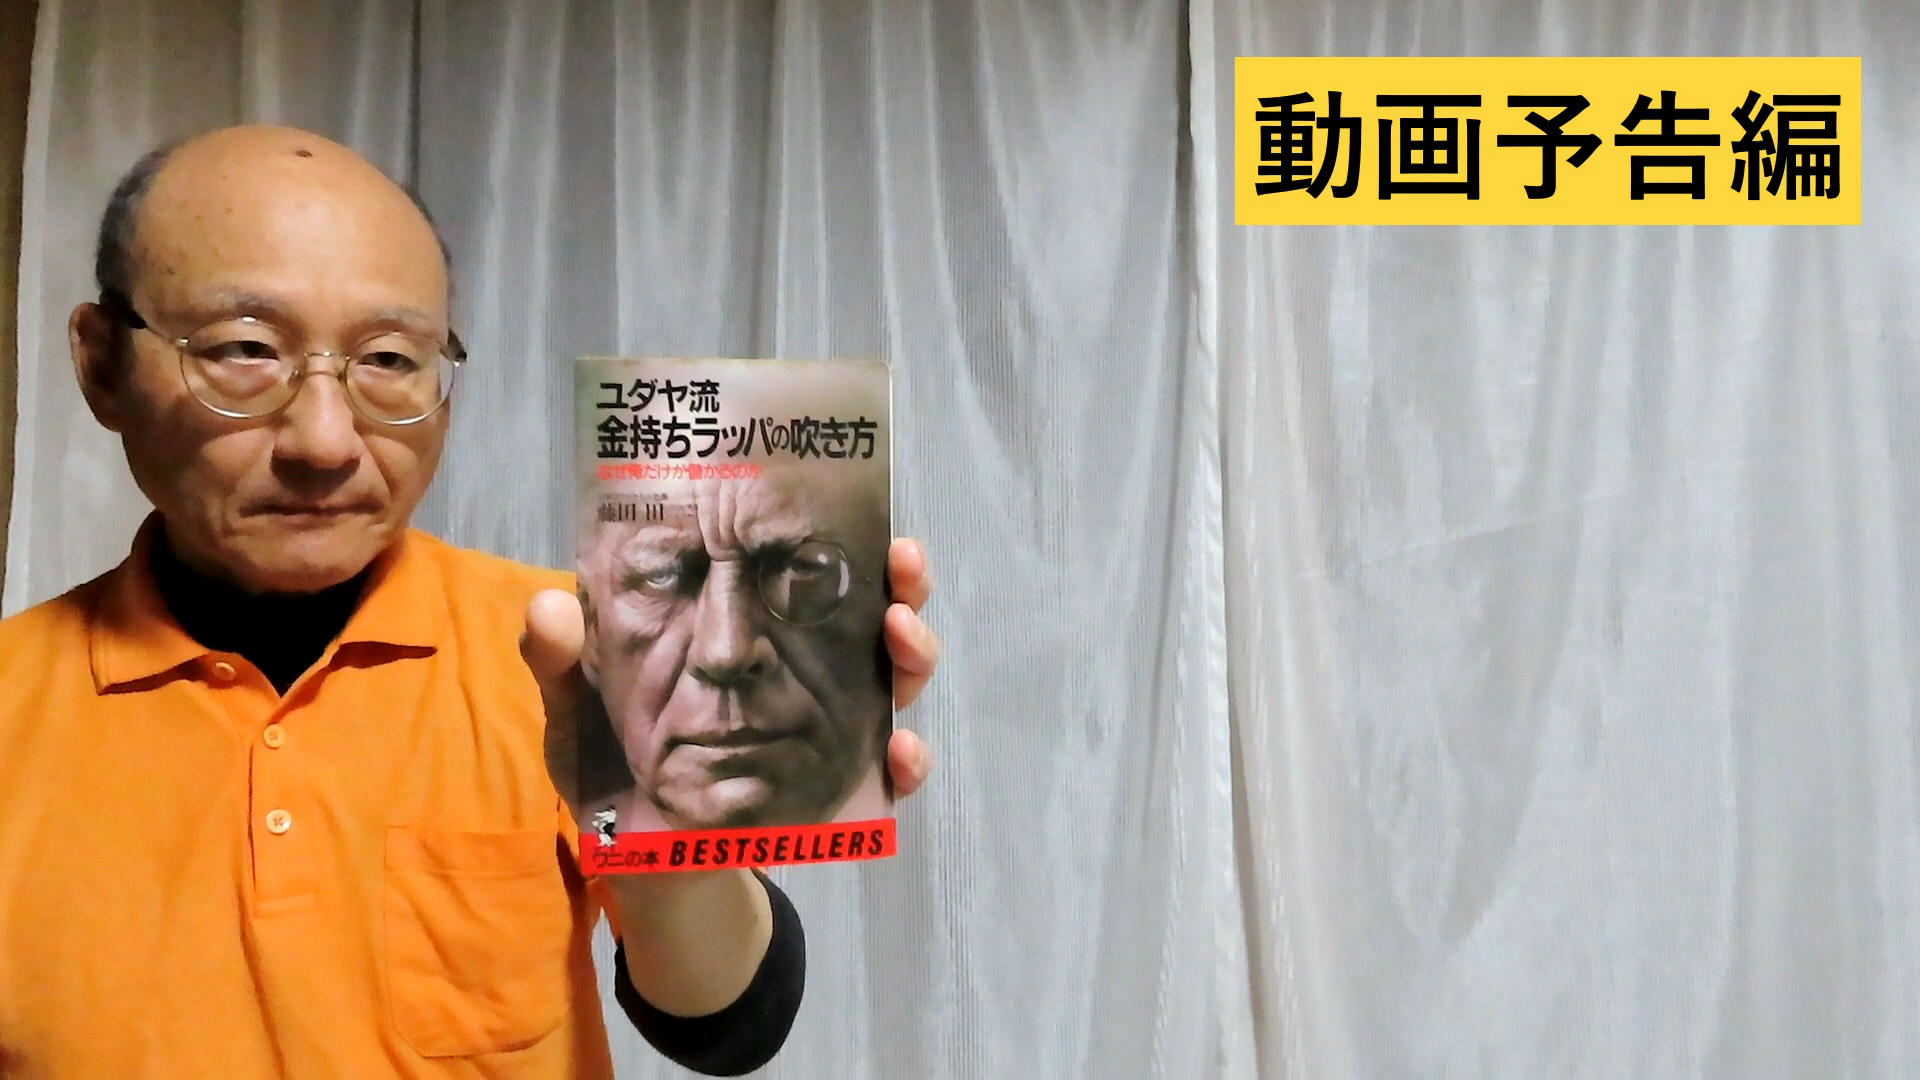 動画予告編
ユダヤ流
金持ちラッパの吹き方
なぜ俺だけが儲かるのか
藤田 田
ワニの本 BESTSELLERS